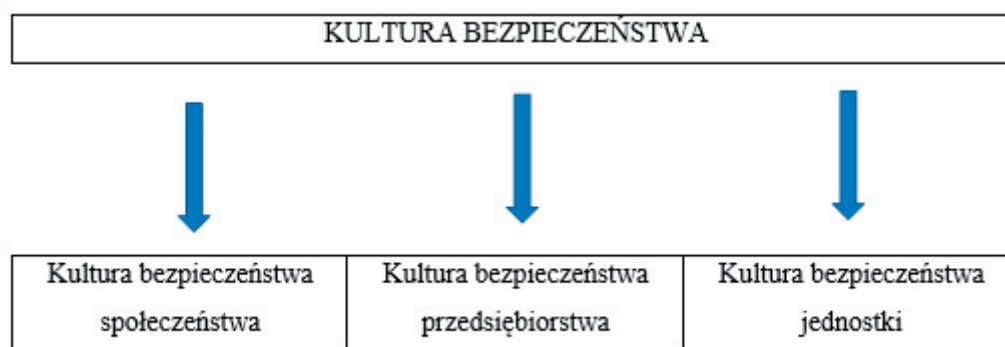 KULTURA BEZPIECZEŃSTWA
Kultura bezpieczeństwa
społeczeństwa
Kultura bezpieczeństwa
przedsiębiorstwa
Kultura bezpieczeństwa
jednostki